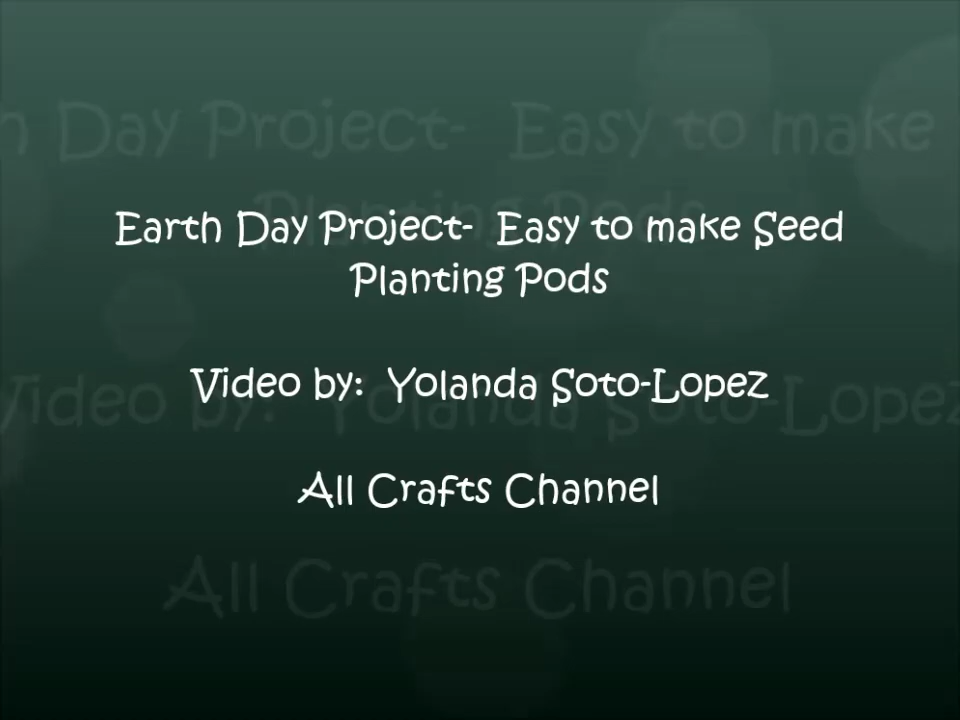 Earth Day Project-  Easy to make Seed
Planting Pods
Video by:  Yolanda Soto-Lopez
All Crafts Channel